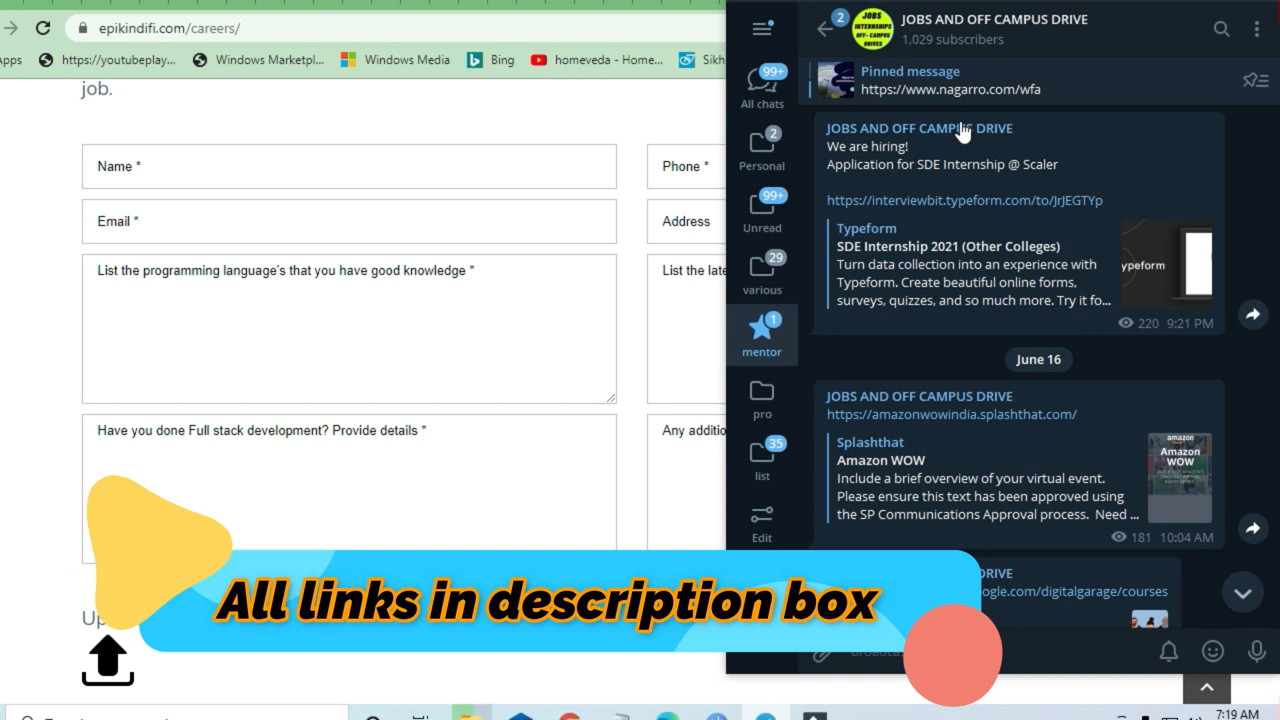 epikindifi.com/careers/
https://youtubeplay...
Windows Marketpl...
Windows Media
Bing
homeveda - Home...
Sikh
job.
Name *
Phone *
Email *
Address
List the programming language's that you have good knowledge *
List the late
Have you done Full stack development? Provide details *
Any additio
2
JOBS
INTERNSHIPS
OFF- CAMPUS
DRIVES
JOBS AND OFF CAMPUS DRIVE
1,029 subscribers
Pinned message
https://www.nagarro.com/wfa
99+
All chats
2
Personal
99+
Unread
29
various
1
mentor
pro
35
list
Edit
JOBS AND OFF CAMPUS DRIVE
We are hiring!
Application for SDE Internship @ Scaler
https://interviewbit.typeform.com/to/JrJEGTYp
Typeform
SDE Internship 2021 (Other Colleges)
Turn data collection into an experience with
Typeform. Create beautiful online forms,
surveys, quizzes, and so much more. Try it fo...
ypeform
220 9:21 PM
June 16
JOBS AND OFF CAMPUS DRIVE
https://amazonwowindia.splashthat.com/
Splashthat
Amazon WOW
Include a brief overview of your virtual event.
Please ensure this text has been approved using
the SP Communications Approval process. Need ...
amazon
Amazon
WOW
181 10:04 AM
DRIVE
ogle.com/digitalgarage/courses
All links in description box
7:19 AM